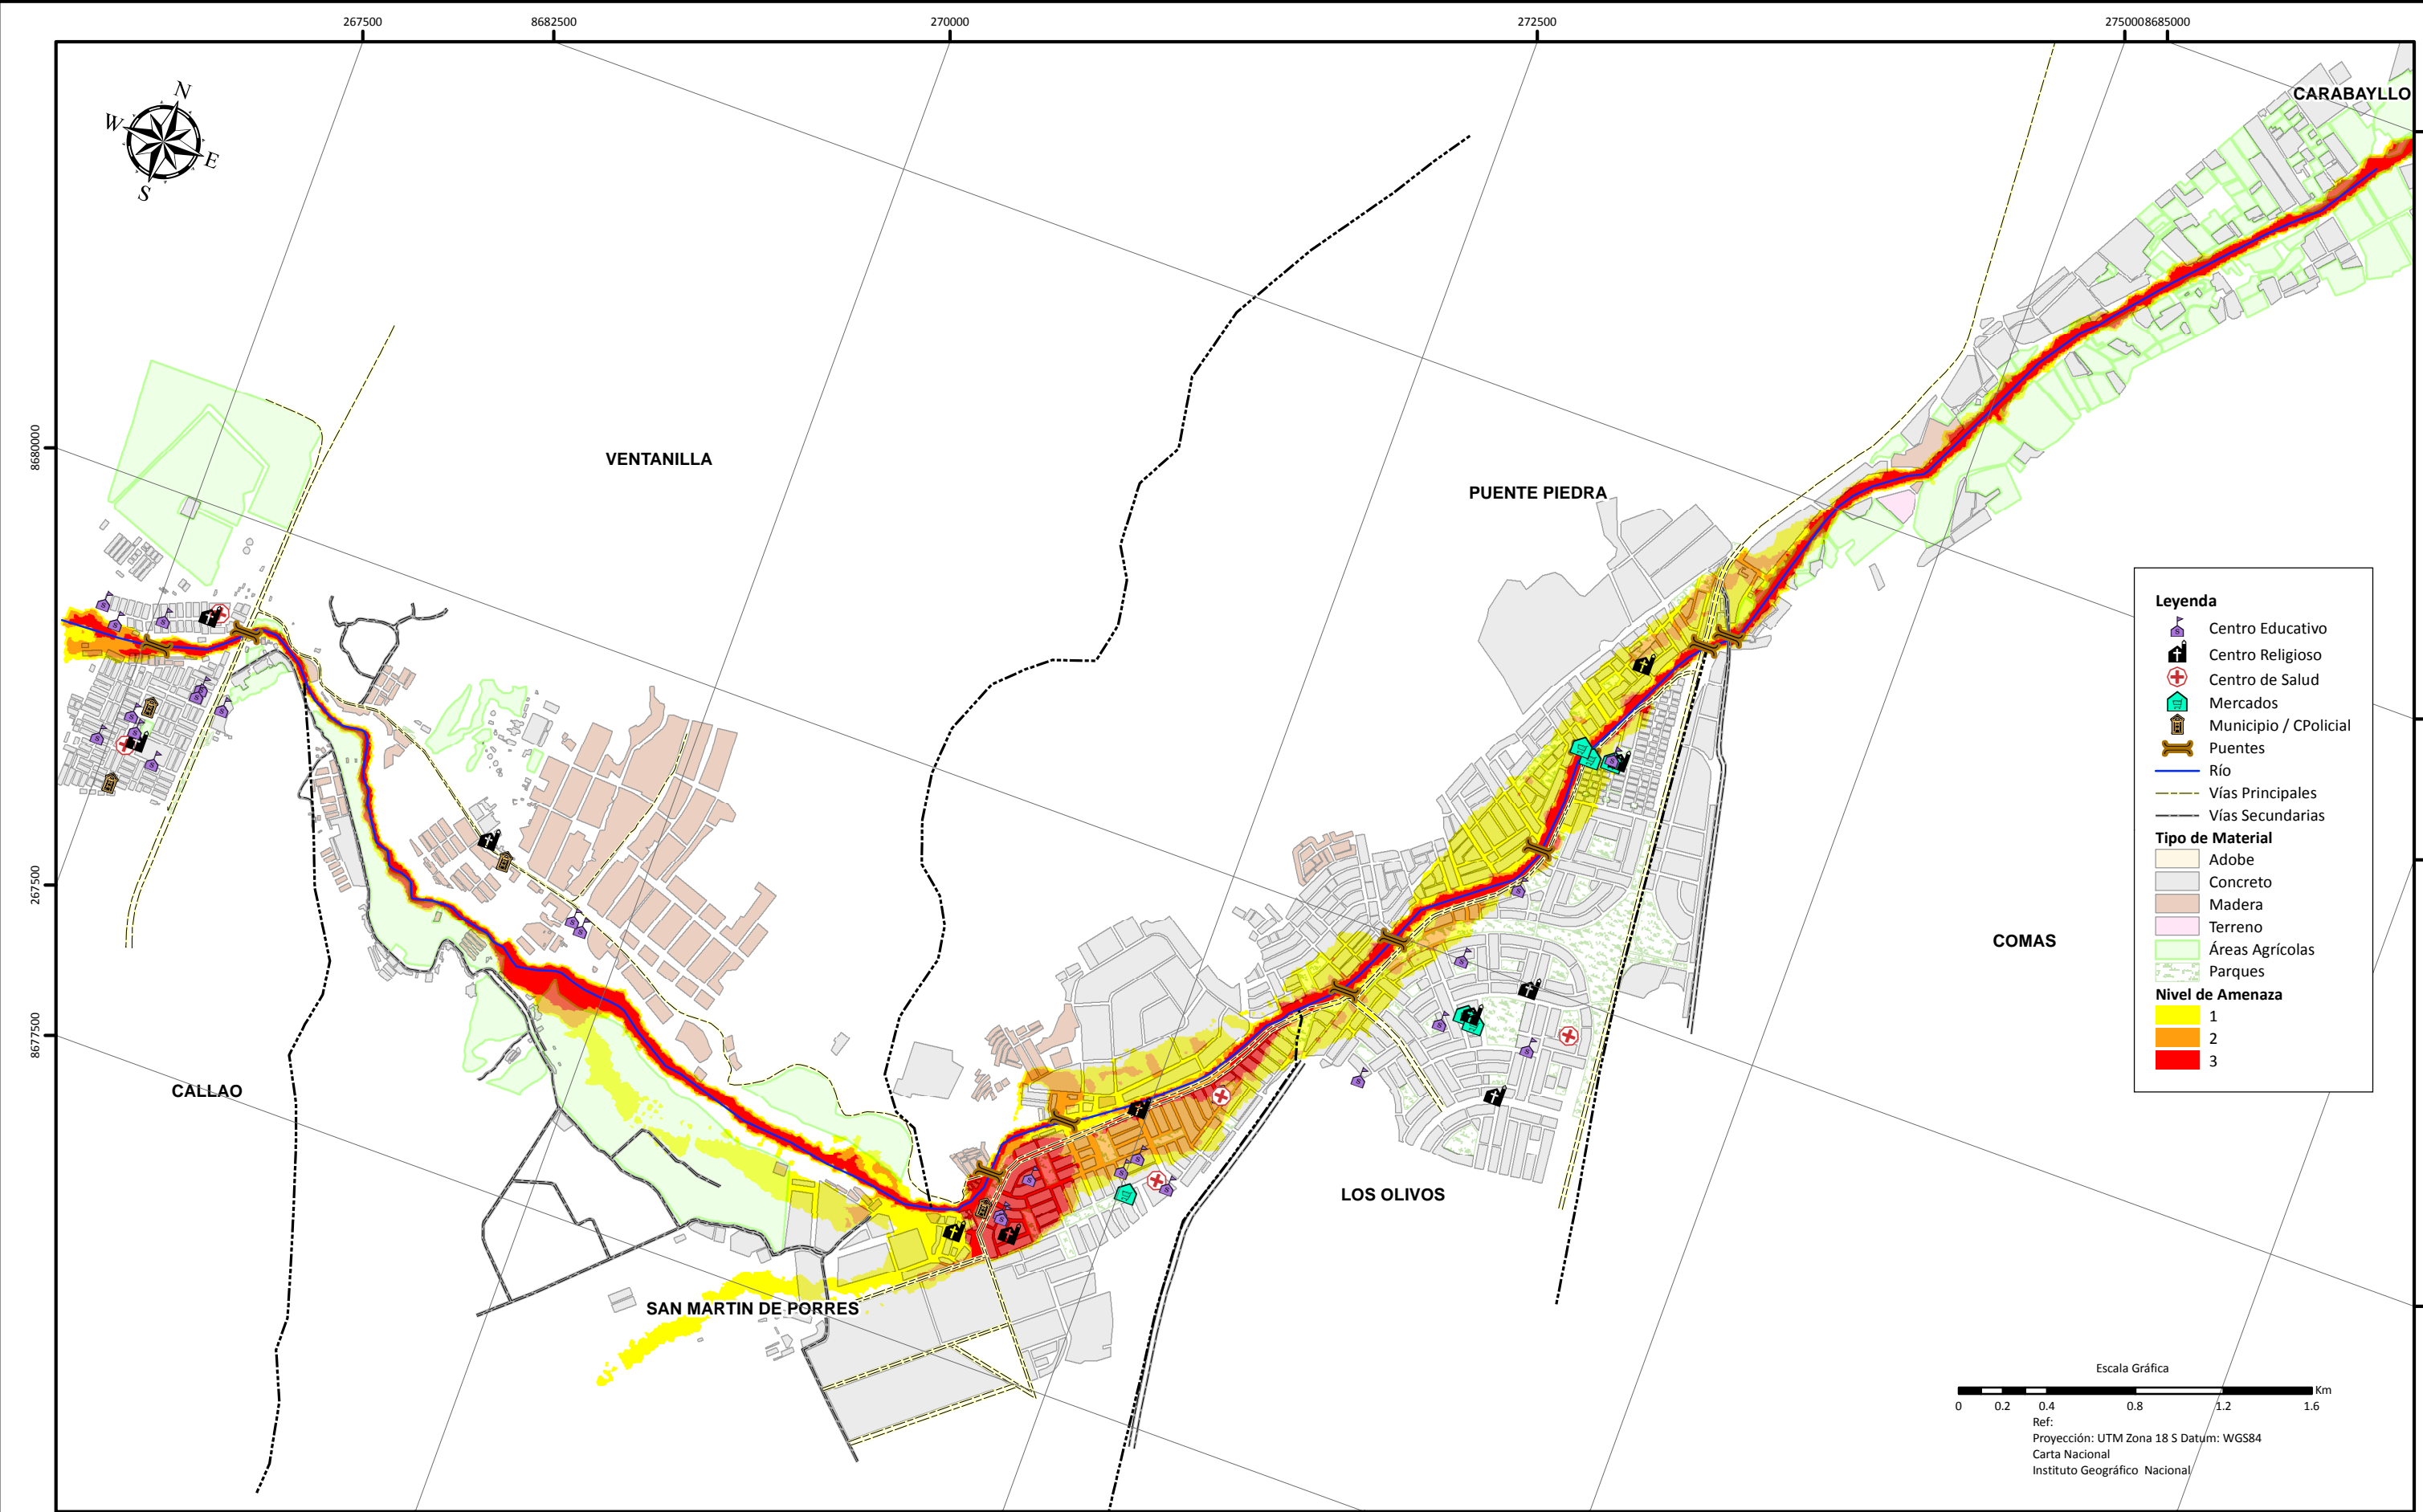 267500
8682500
270000
272500
275000
8685000
N
W
E
S
CARABAYLLO
8680000
VENTANILLA
PUENTE PIEDRA
Leyenda
Centro Educativo
Centro Religioso
Centro de Salud
Mercados
Municipio / CPolicial
Puentes
Río
Vías Principales
Vías Secundarias
Tipo de Material
Adobe
Concreto
Madera
Terreno
Áreas Agrícolas
Parques
Nivel de Amenaza
1
2
3
267500
COMAS
8677500
CALLAO
LOS OLIVOS
SAN MARTIN DE PORRES
Escala Gráfica
Km
0 0.2 0.4 0.8 1.2 1.6
Ref:
Proyección: UTM Zona 18 S Datum: WGS84
Carta Nacional
Instituto Geográfico Nacional